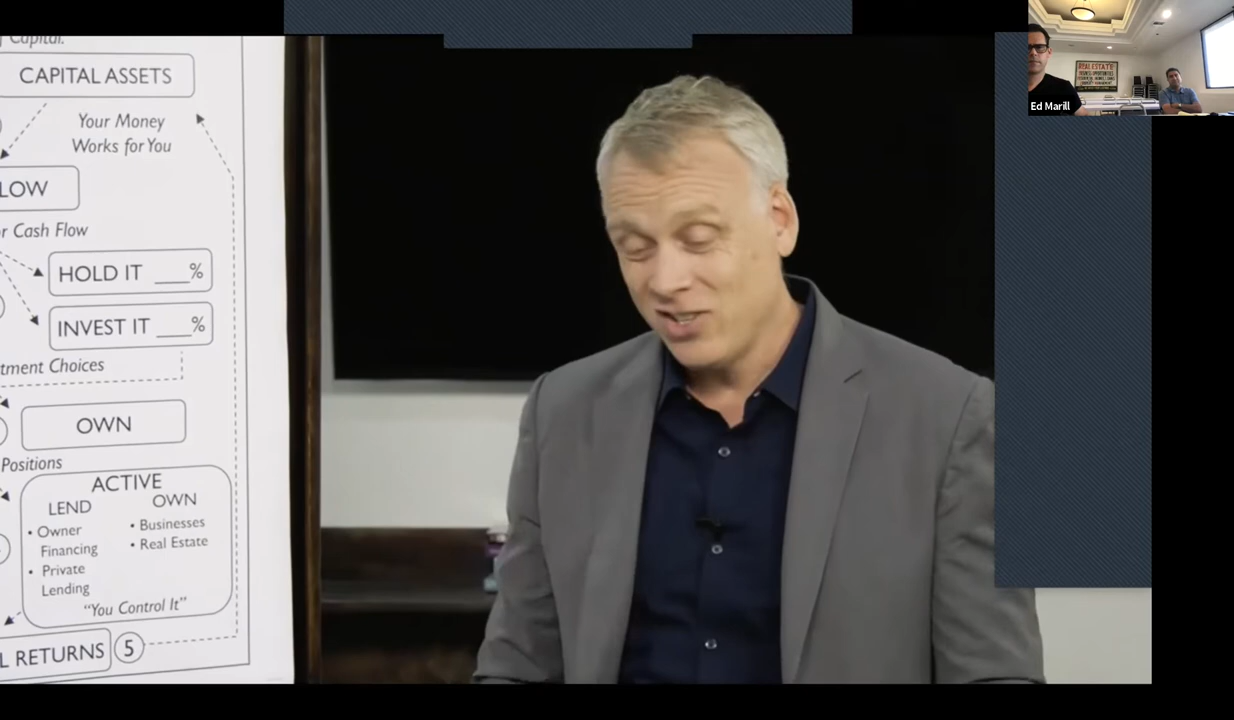 Capital.
CAPITAL ASSETS
Your Money
Works for You
LOW
Cash Flow
HOLD IT ___%
INVEST IT ___%
tment Choices
OWN
Positions
ACTIVE
LEND
OWN
• Owner
Financing
• Private
Lending
• Businesses
• Real Estate
"You Control It"
L RETURNS 5
REAL ESTATE
Ed Marill